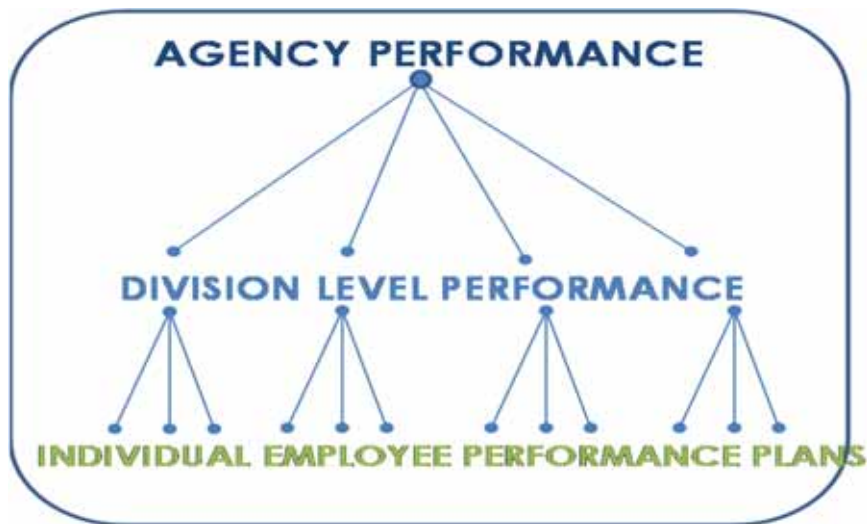 AGENCY PERFORMANCE
DIVISION LEVEL PERFORMANCE
INDIVIDUAL EMPLOYEE PERFORMANCE PLANS